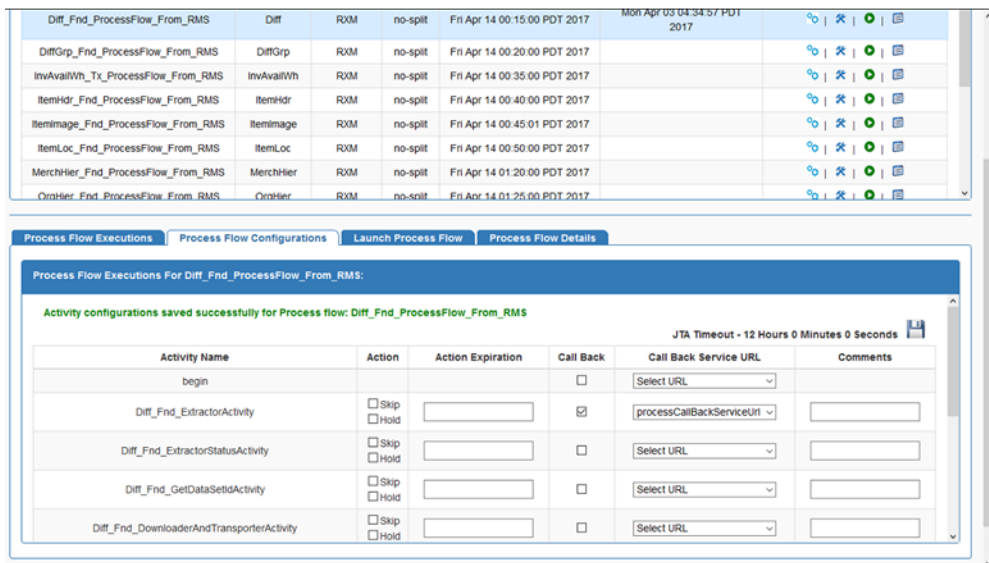 Mon Apr 03 04:34:57 PDT
Diff_Fnd_ProcessFlow_From_RMS Diff RXM no-split Fri Apr 14 00:15:00 PDT 2017
2017
DiffGrp_Fnd_ProcessFlow_From_RMS DiffGrp RXM no-split Fri Apr 14 00:20:00 PDT 2017
InvAvailWh_Tx_ProcessFlow_From_RMS InvAvailWh RXM no-split Fri Apr 14 00:35:00 PDT 2017
ItemHdr_Fnd_ProcessFlow_From_RMS ItemHdr RXM no-split Fri Apr 14 00:40:00 PDT 2017
ItemImage_Fnd_ProcessFlow_From_RMS ItemImage RXM no-split Fri Apr 14 00:45:01 PDT 2017
ItemLoc_Fnd_ProcessFlow_From_RMS ItemLoc RXM no-split Fri Apr 14 00:50:00 PDT 2017
MerchHier_Fnd_ProcessFlow_From_RMS MerchHier RXM no-split Fri Apr 14 01:20:00 PDT 2017
OrgHier_Fnd_ProcessFlow_From_RMS OrgHier RXM no-split Fri Apr 14 01:25:00 PDT 2017
Process Flow Executions Process Flow Configurations Launch Process Flow Process Flow Details
Process Flow Executions For Diff_Fnd_ProcessFlow_From_RMS:
Activity configurations saved successfully for Process flow: Diff_Fnd_ProcessFlow_From_RMS
JTA Timeout - 12 Hours 0 Minutes 0 Seconds
Activity Name Action Action Expiration Call Back Call Back Service URL Comments
begin Select URL
Skip
Diff_Fnd_ExtractorActivity processCallBackServiceUrl
Hold
Skip
Diff_Fnd_ExtractorStatusActivity Select URL
Hold
Skip
Diff_Fnd_GetDataSetIdActivity Select URL
Hold
Skip
Diff_Fnd_DownloaderAndTransporterActivity Select URL
Hold